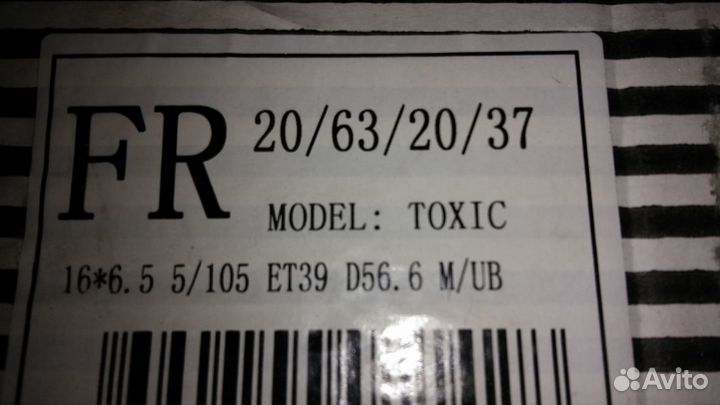 FR 20/63/20/37
MODEL: TOXIC
16*6.5 5/105 ET39 D56.6 M/UB
Avito